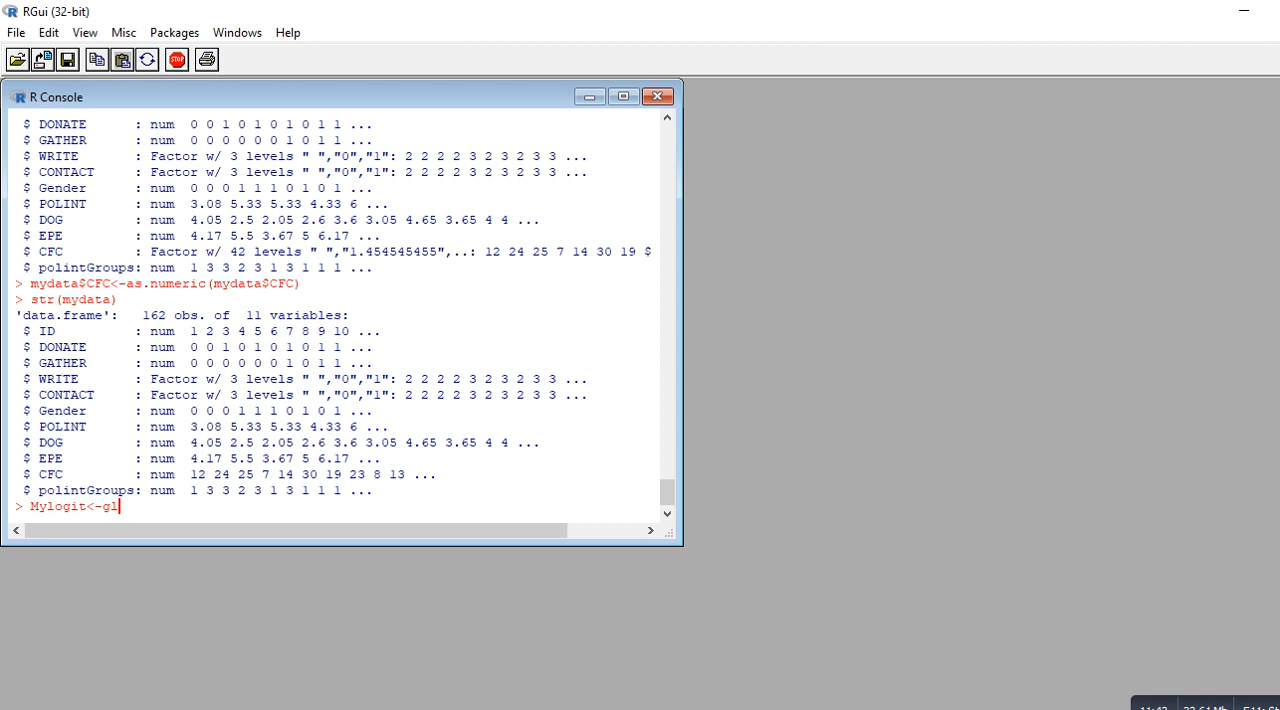 RGui (32-bit)
File Edit View Misc Packages Windows Help
STOP
R Console
$ DONATE : num 0 0 1 0 1 0 1 0 1 1 ...
$ GATHER : num 0 0 0 0 0 0 1 0 1 1 ...
$ WRITE : Factor w/ 3 levels " ","0","1": 2 2 2 2 3 2 3 2 3 3 ...
$ CONTACT : Factor w/ 3 levels " ","0","1": 2 2 2 2 3 2 3 2 3 3 ...
$ Gender : num 0 0 0 1 1 1 0 1 0 1 ...
$ POLINT : num 3.08 5.33 5.33 4.33 6 ...
$ DOG : num 4.05 2.5 2.05 2.6 3.6 3.05 4.65 3.65 4 4 ...
$ EPE : num 4.17 5.5 3.67 5 6.17 ...
$ CFC : Factor w/ 42 levels " ","1.454545455",..: 12 24 25 7 14 30 19 $
$ polintGroups: num 1 3 3 2 3 1 3 1 1 1 ...
> mydata$CFC<-as.numeric(mydata$CFC)
> str(mydata)
'data.frame': 162 obs. of 11 variables:
$ ID : num 1 2 3 4 5 6 7 8 9 10 ...
$ DONATE : num 0 0 1 0 1 0 1 0 1 1 ...
$ GATHER : num 0 0 0 0 0 0 1 0 1 1 ...
$ WRITE : Factor w/ 3 levels " ","0","1": 2 2 2 2 3 2 3 2 3 3 ...
$ CONTACT : Factor w/ 3 levels " ","0","1": 2 2 2 2 3 2 3 2 3 3 ...
$ Gender : num 0 0 0 1 1 1 0 1 0 1 ...
$ POLINT : num 3.08 5.33 5.33 4.33 6 ...
$ DOG : num 4.05 2.5 2.05 2.6 3.6 3.05 4.65 3.65 4 4 ...
$ EPE : num 4.17 5.5 3.67 5 6.17 ...
$ CFC : num 12 24 25 7 14 30 19 23 8 13 ...
$ polintGroups: num 1 3 3 2 3 1 3 1 1 1 ...
> Mylogit<-gl